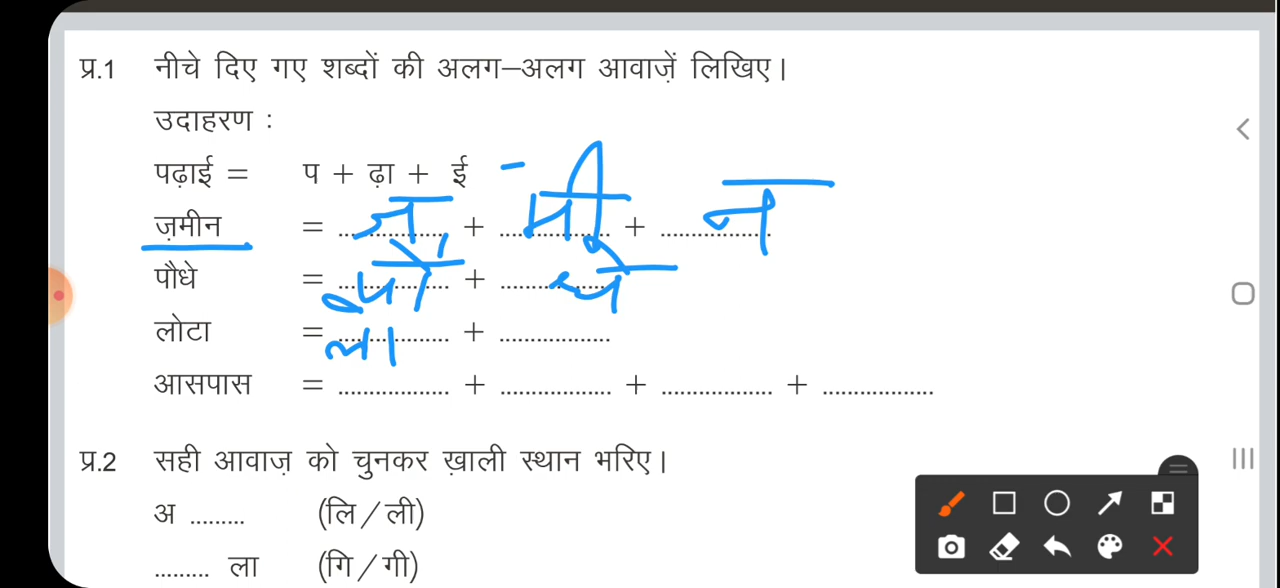 प्र.1 नीचे दिए गए शब्दों की अलग–अलग आवाज़ें लिखिए।
उदाहरण :
पढ़ाई = प + ढ़ा + ई
ज़मीन = ज + मी + न
पौधे = पौ + धे
लोटा = .................. + ..................
आसपास = .................. + .................. + .................. + ..................
प्र.2 सही आवाज़ को चुनकर ख़ाली स्थान भरिए।
अ ......... (लि/ली)
......... ला (गि/गी)